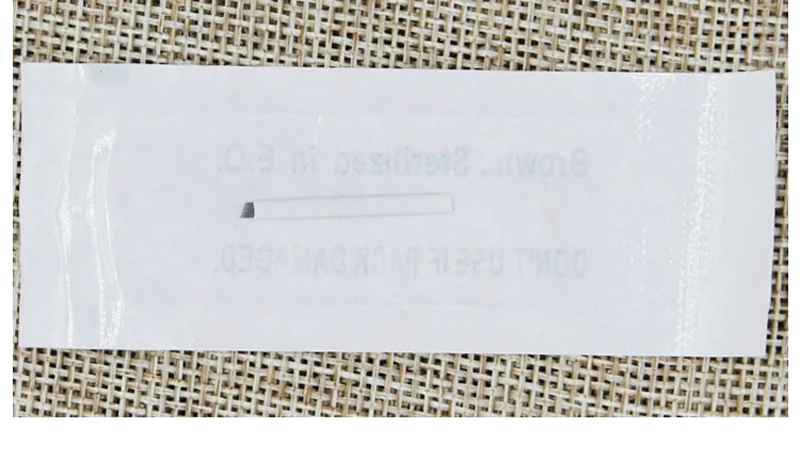 Brown. Sterilized in E.O.
DON'T USE IF PACK DAMAGED.